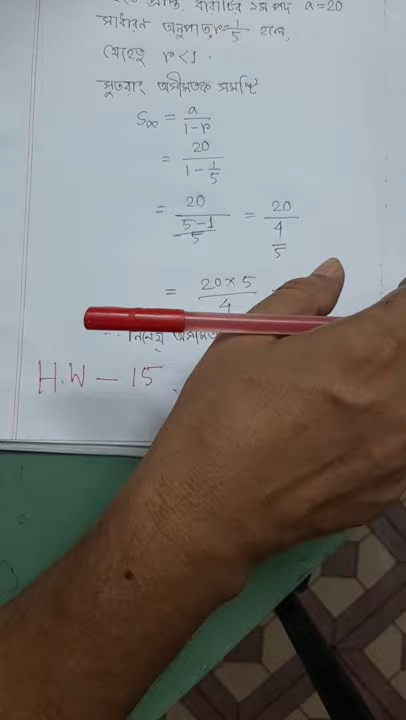 ধারাটির ১ম পদ a = 20
সাধারণ অনুপাত r = 1/5 হলে,
যেহেতু r < 1.
সুতরাং অসীমতক সমষ্টি
S∞ = a/(1-r)
= 20/(1 - 1/5)
= 20/((5-1)/5) = 20/(4/5)
= (20×5)/4 =
H.W - 15